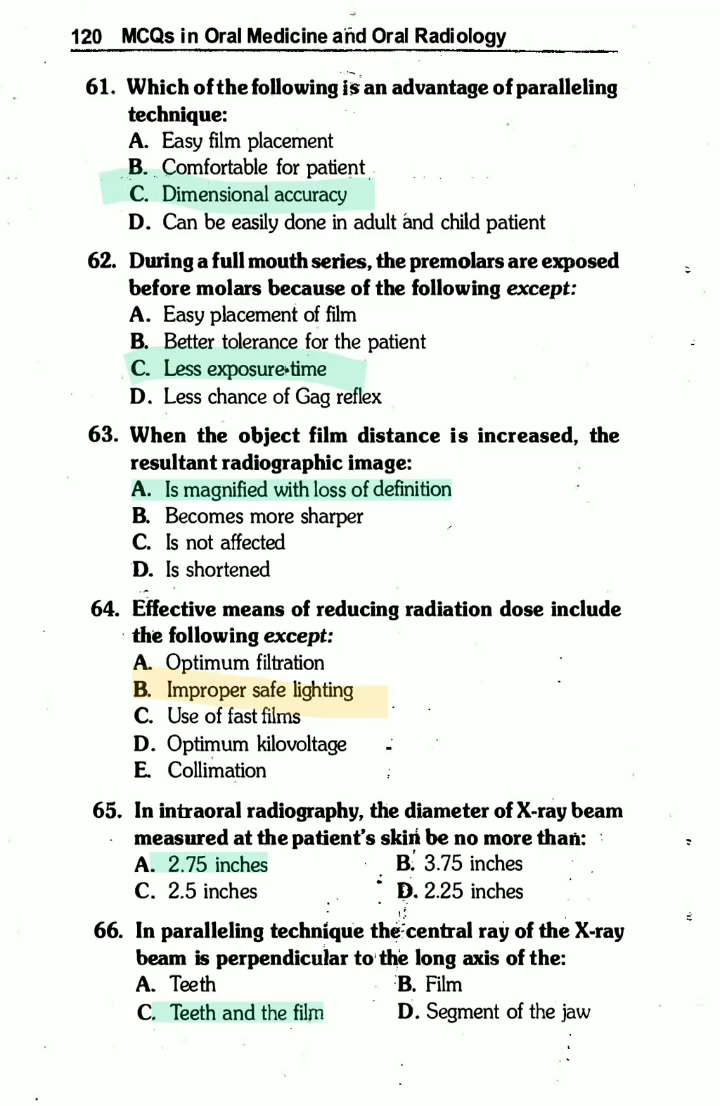 120 MCQs in Oral Medicine and Oral Radiology
61. Which of the following is an advantage of paralleling
technique:
A. Easy film placement
B. Comfortable for patient
C. Dimensional accuracy
D. Can be easily done in adult and child patient
62. During a full mouth series, the premolars are exposed
before molars because of the following except:
A. Easy placement of film
B. Better tolerance for the patient
C. Less exposure time
D. Less chance of Gag reflex
63. When the object film distance is increased, the
resultant radiographic image:
A. Is magnified with loss of definition
B. Becomes more sharper
C. Is not affected
D. Is shortened
64. Effective means of reducing radiation dose include
the following except:
A. Optimum filtration
B. Improper safe lighting
C. Use of fast films
D. Optimum kilovoltage
E. Collimation
65. In intraoral radiography, the diameter of X-ray beam
measured at the patient's skin be no more than:
A. 2.75 inches B. 3.75 inches
C. 2.5 inches D. 2.25 inches
66. In paralleling technique the central ray of the X-ray
beam is perpendicular to the long axis of the:
A. Teeth B. Film
C. Teeth and the film D. Segment of the jaw